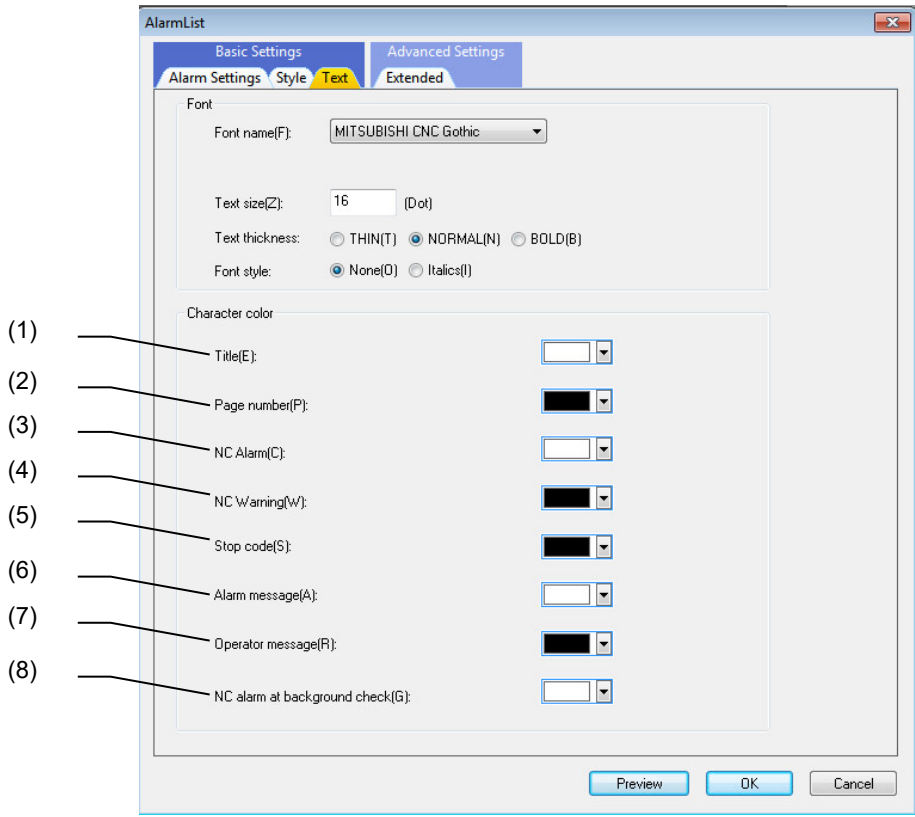 AlarmList
Basic Settings Advanced Settings
Alarm Settings Style Text Extended
Font
Font name(F): MITSUBISHI CNC Gothic
Text size(Z): 16 (Dot)
Text thickness: THIN(T) NORMAL(N) BOLD(B)
Font style: None(O) Italics(I)
Character color
(1) Title(E):
(2) Page number(P):
(3) NC Alarm(C):
(4) NC Warning(W):
(5) Stop code(S):
(6) Alarm message(A):
(7) Operator message(R):
(8) NC alarm at background check(G):
Preview OK Cancel